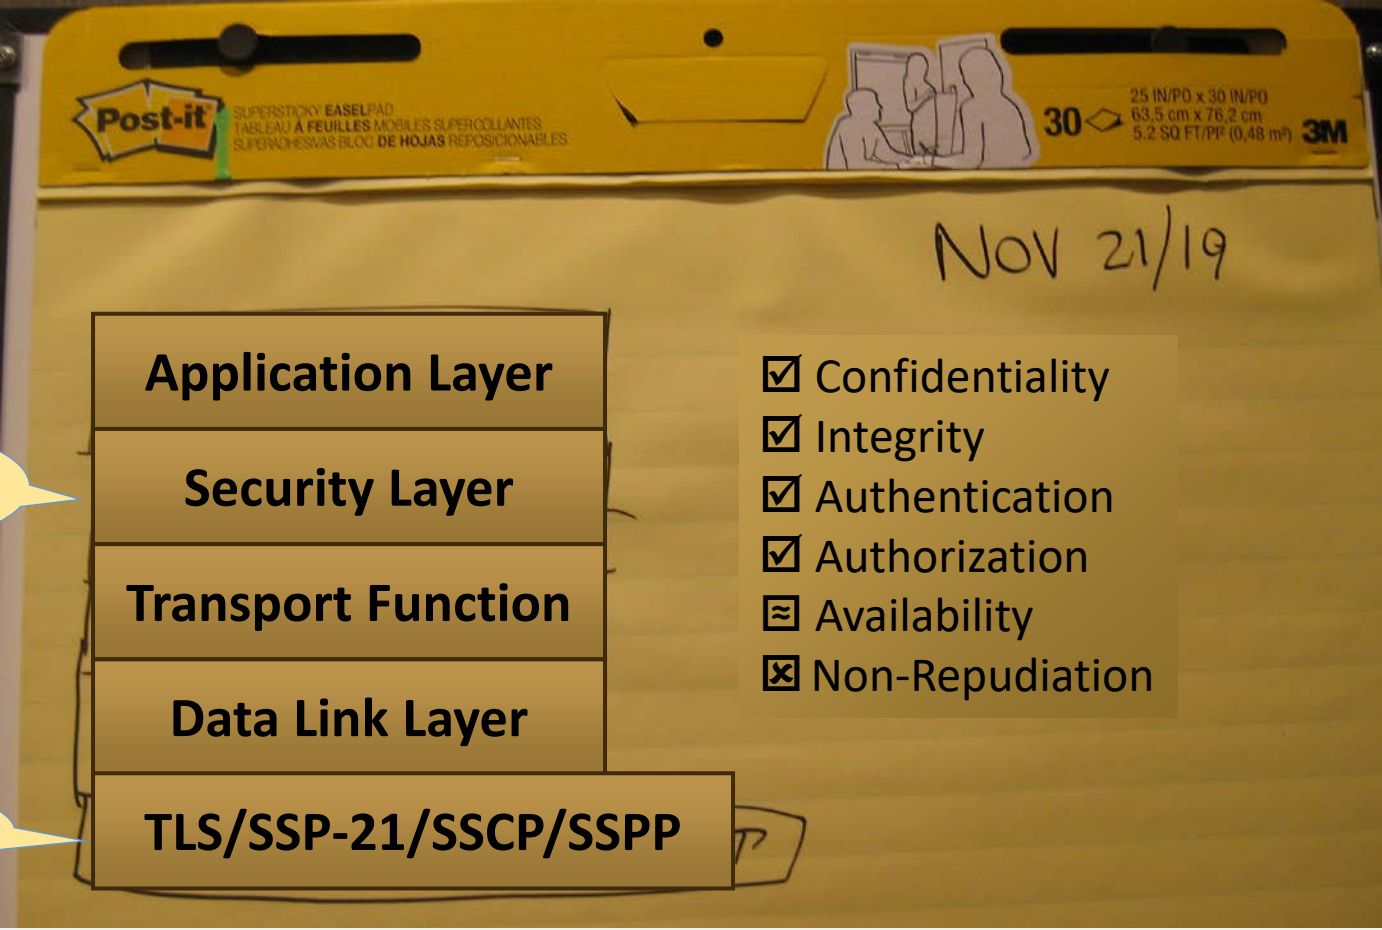 Post-it
SUPERSTICKY EASELPAD
TABLEAU À FEUILLES MOBILES SUPERCOLLANTES
SUPERADHESIVAS BLOC DE HOJAS REPOSICIONABLES
30
25 IN/PO x 30 IN/PO
63,5 cm x 76,2 cm
5.2 SQ FT/PI² (0,48 m²)
3M
NOV 21/19
Application Layer
Security Layer
Transport Function
Data Link Layer
TLS/SSP-21/SSCP/SSPP
☑ Confidentiality
☑ Integrity
☑ Authentication
☑ Authorization
≈ Availability
☒ Non-Repudiation